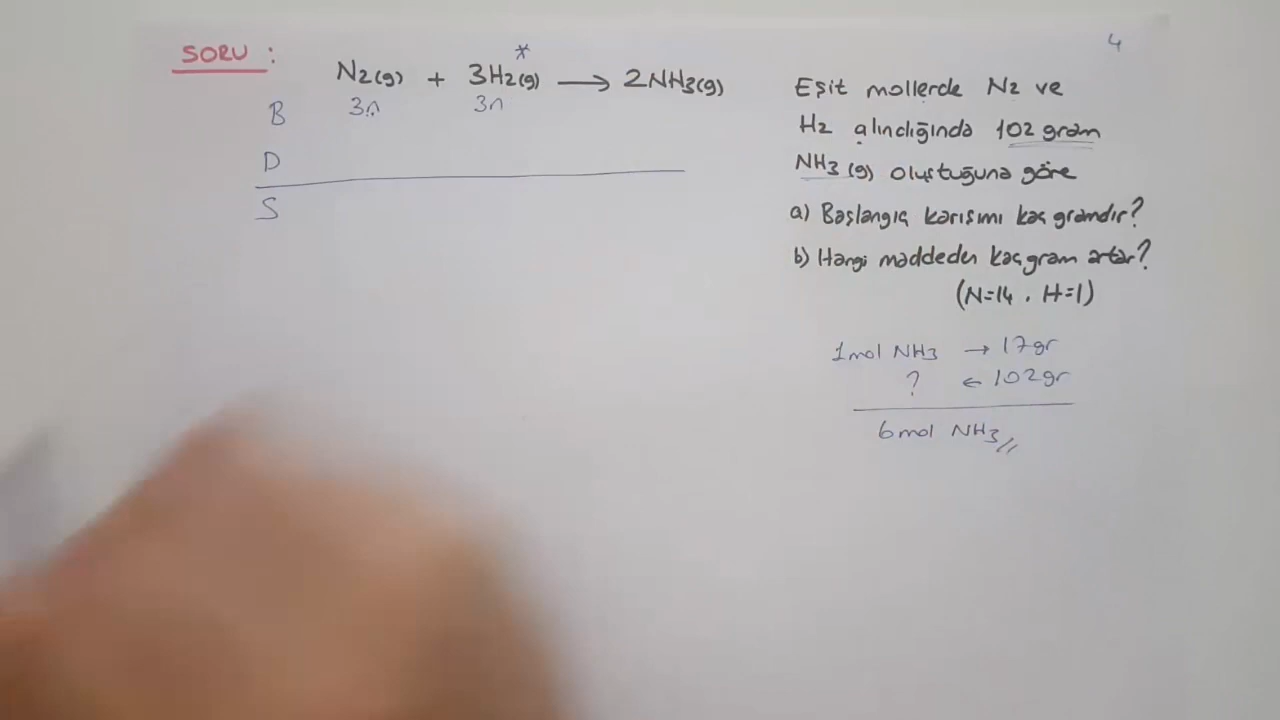 SORU :
N2(g) + 3H2(g) → 2NH3(g)
*
B 3n 3n
D
S
4
Eşit mollerde N2 ve
H2 alındığında 102 gram
NH3(g) oluştuğuna göre
a) Başlangıç karışımı kaç gramdır?
b) Hangi maddeden kaç gram artar?
(N=14 . H=1)
1mol NH3 → 17gr
? ← 102gr
6mol NH3//